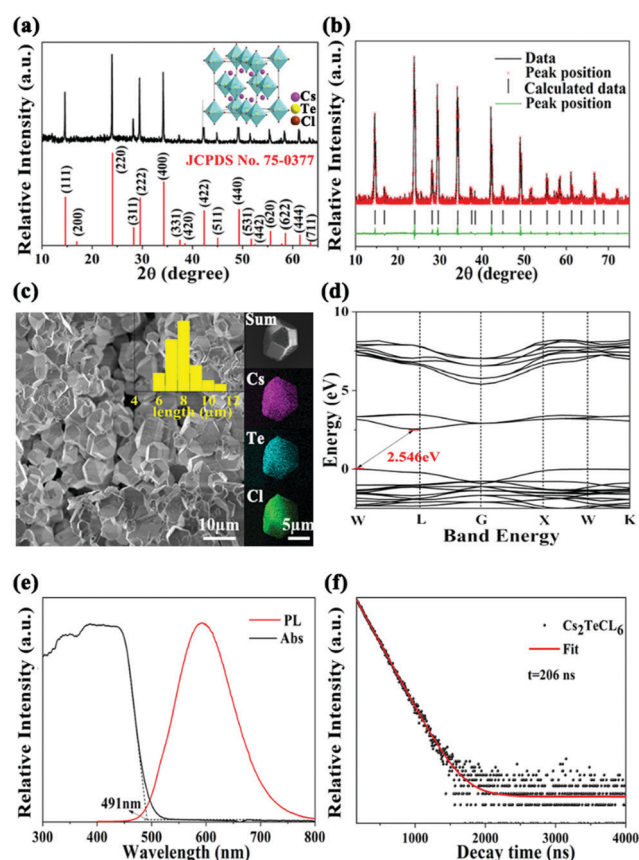 (a)
Relative Intensity (a.u.)
Cs
Te
Cl
JCPDS No. 75-0377
(111)
(200)
(220)
(311)
(222)
(400)
(331)
(420)
(422)
(511)
(440)
(531)
(442)
(620)
(622)
(444)
(711)
10 20 30 40 50 60
2θ (degree)
(b)
Relative Intensity (a.u.)
Data
Peak position
Calculated data
Peak position
10 20 30 40 50 60 70
2θ (degree)
(c)
4 6 8 10 12
length (μm)
10μm
Sum
Cs
Te
Cl
5μm
(d)
Energy (eV)
10
5
0
2.546eV
W L G X W K
Band Energy
(e)
Relative Intensity (a.u.)
PL
Abs
491nm
300 400 500 600 700 800
Wavelength (nm)
(f)
Relative Intensity (a.u.)
Cs₂TeCL₆
Fit
t=206 ns
1000 2000 3000 4000
Decay time (ns)